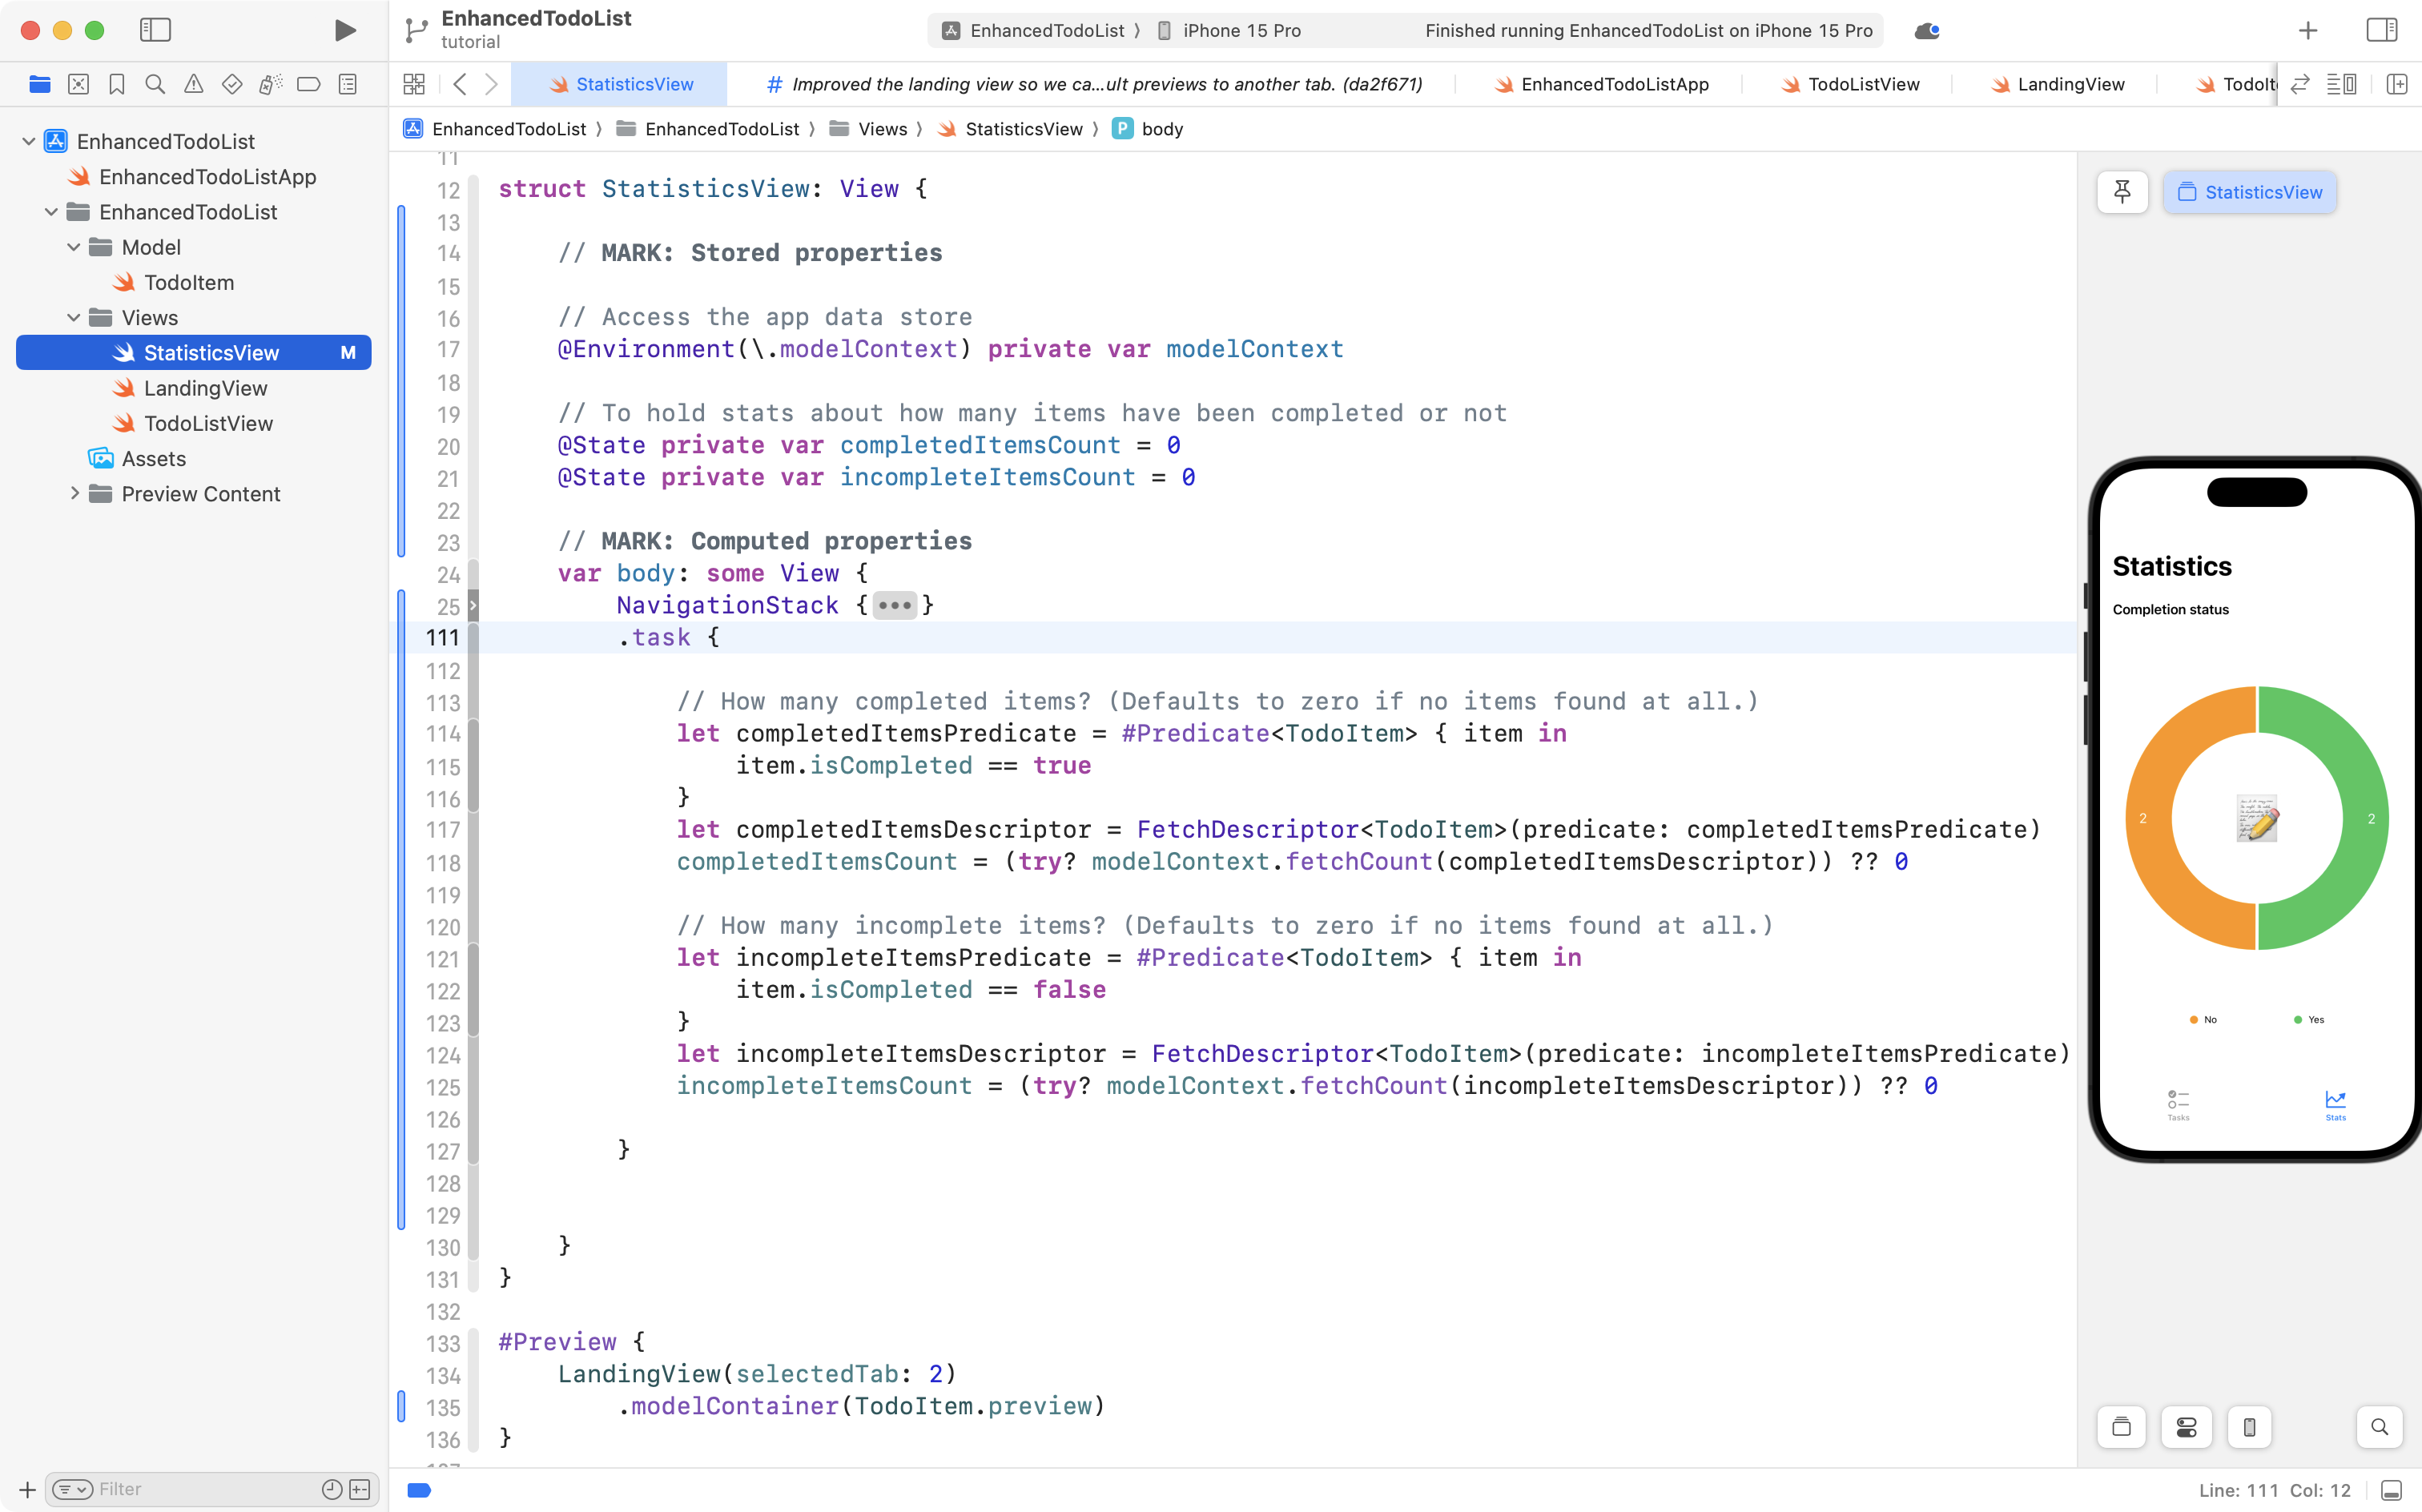 EnhancedTodoList
tutorial
EnhancedTodoList 〉 iPhone 15 Pro
Finished running EnhancedTodoList on iPhone 15 Pro
StatisticsView
# Improved the landing view so we ca...ult previews to another tab. (da2f671)
EnhancedTodoListApp
TodoListView
LandingView
EnhancedTodoList 〉 EnhancedTodoList 〉 Views 〉 StatisticsView 〉 P body
EnhancedTodoList
EnhancedTodoListApp
EnhancedTodoList
Model
TodoItem
Views
StatisticsView M
LandingView
TodoListView
Assets
Preview Content
Filter
11
12 struct StatisticsView: View {
13
14 // MARK: Stored properties
15
16 // Access the app data store
17 @Environment(\.modelContext) private var modelContext
18
19 // To hold stats about how many items have been completed or not
20 @State private var completedItemsCount = 0
21 @State private var incompleteItemsCount = 0
22
23 // MARK: Computed properties
24 var body: some View {
25 NavigationStack {•••}
111 .task {
112
113 // How many completed items? (Defaults to zero if no items found at all.)
114 let completedItemsPredicate = #Predicate<TodoItem> { item in
115 item.isCompleted == true
116 }
117 let completedItemsDescriptor = FetchDescriptor<TodoItem>(predicate: completedItemsPredicate)
118 completedItemsCount = (try? modelContext.fetchCount(completedItemsDescriptor)) ?? 0
119
120 // How many incomplete items? (Defaults to zero if no items found at all.)
121 let incompleteItemsPredicate = #Predicate<TodoItem> { item in
122 item.isCompleted == false
123 }
124 let incompleteItemsDescriptor = FetchDescriptor<TodoItem>(predicate: incompleteItemsPredicate)
125 incompleteItemsCount = (try? modelContext.fetchCount(incompleteItemsDescriptor)) ?? 0
126
127 }
128
129
130 }
131 }
132
133 #Preview {
134 LandingView(selectedTab: 2)
135 .modelContainer(TodoItem.preview)
136 }
StatisticsView
Statistics
Completion status
2
2
No
Yes
Tasks
Stats
Line: 111 Col: 12